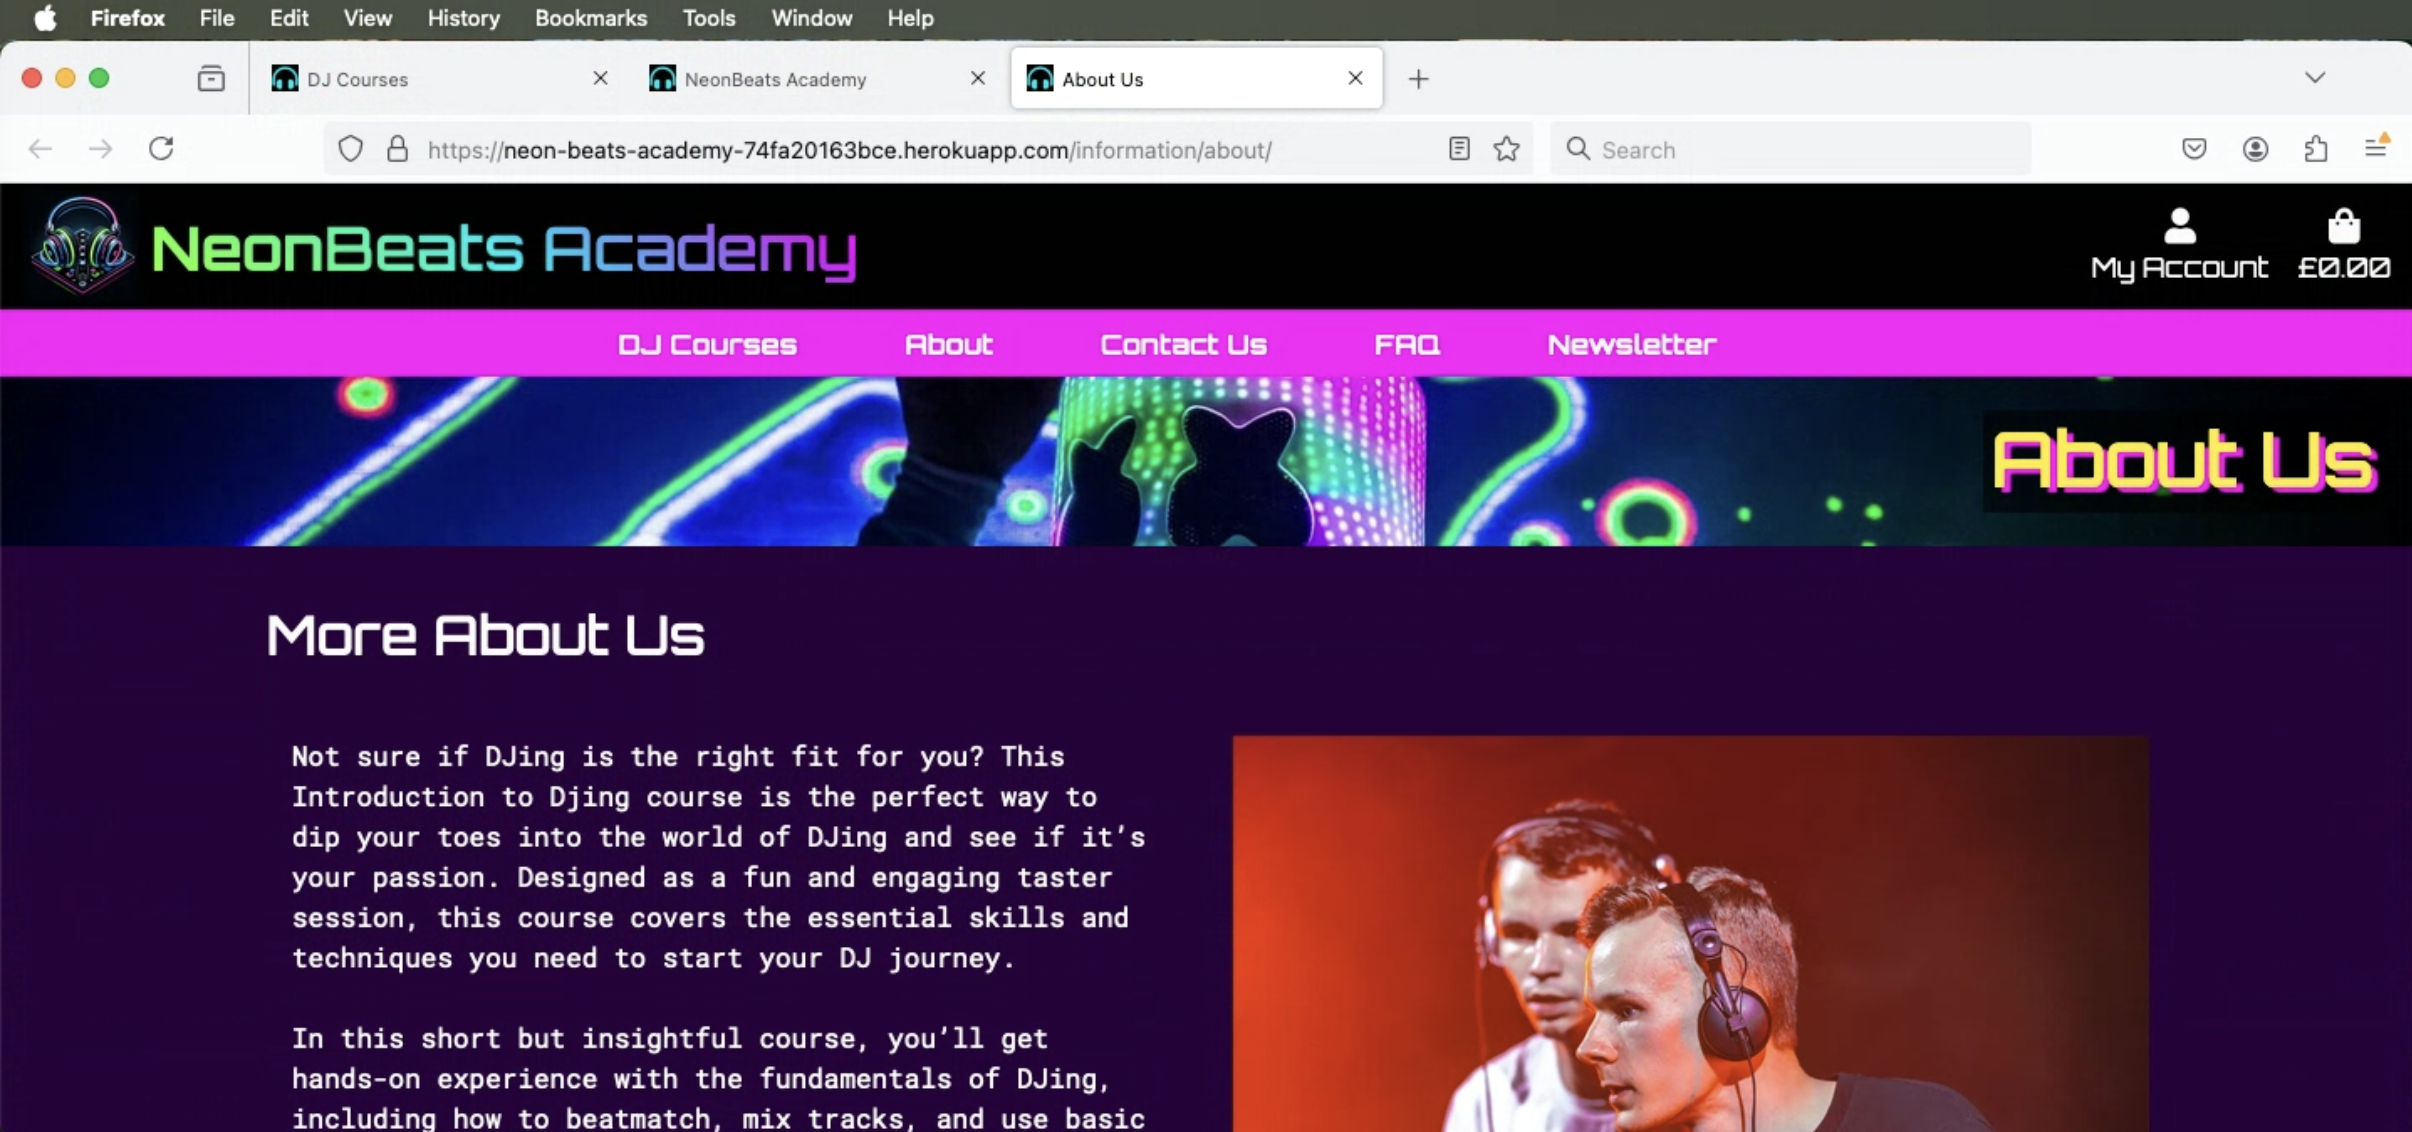 Firefox File Edit View History Bookmarks Tools Window Help
DJ Courses
NeonBeats Academy
About Us
https://neon-beats-academy-74fa20163bce.herokuapp.com/information/about/
Search
NeonBeats Academy
My Account
£0.00
DJ Courses
About
Contact Us
FAQ
Newsletter
About Us
More About Us
Not sure if DJing is the right fit for you? This
Introduction to Djing course is the perfect way to
dip your toes into the world of DJing and see if it’s
your passion. Designed as a fun and engaging taster
session, this course covers the essential skills and
techniques you need to start your DJ journey.
In this short but insightful course, you’ll get
hands-on experience with the fundamentals of DJing,
including how to beatmatch, mix tracks, and use basic